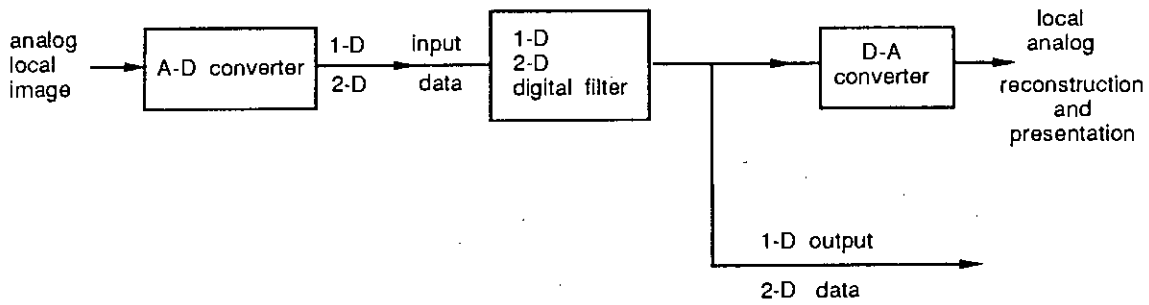 analog
local
image
A-D converter
1-D input
2-D data
1-D
2-D
digital filter
D-A
converter
local
analog
reconstruction
and
presentation
1-D output
2-D data